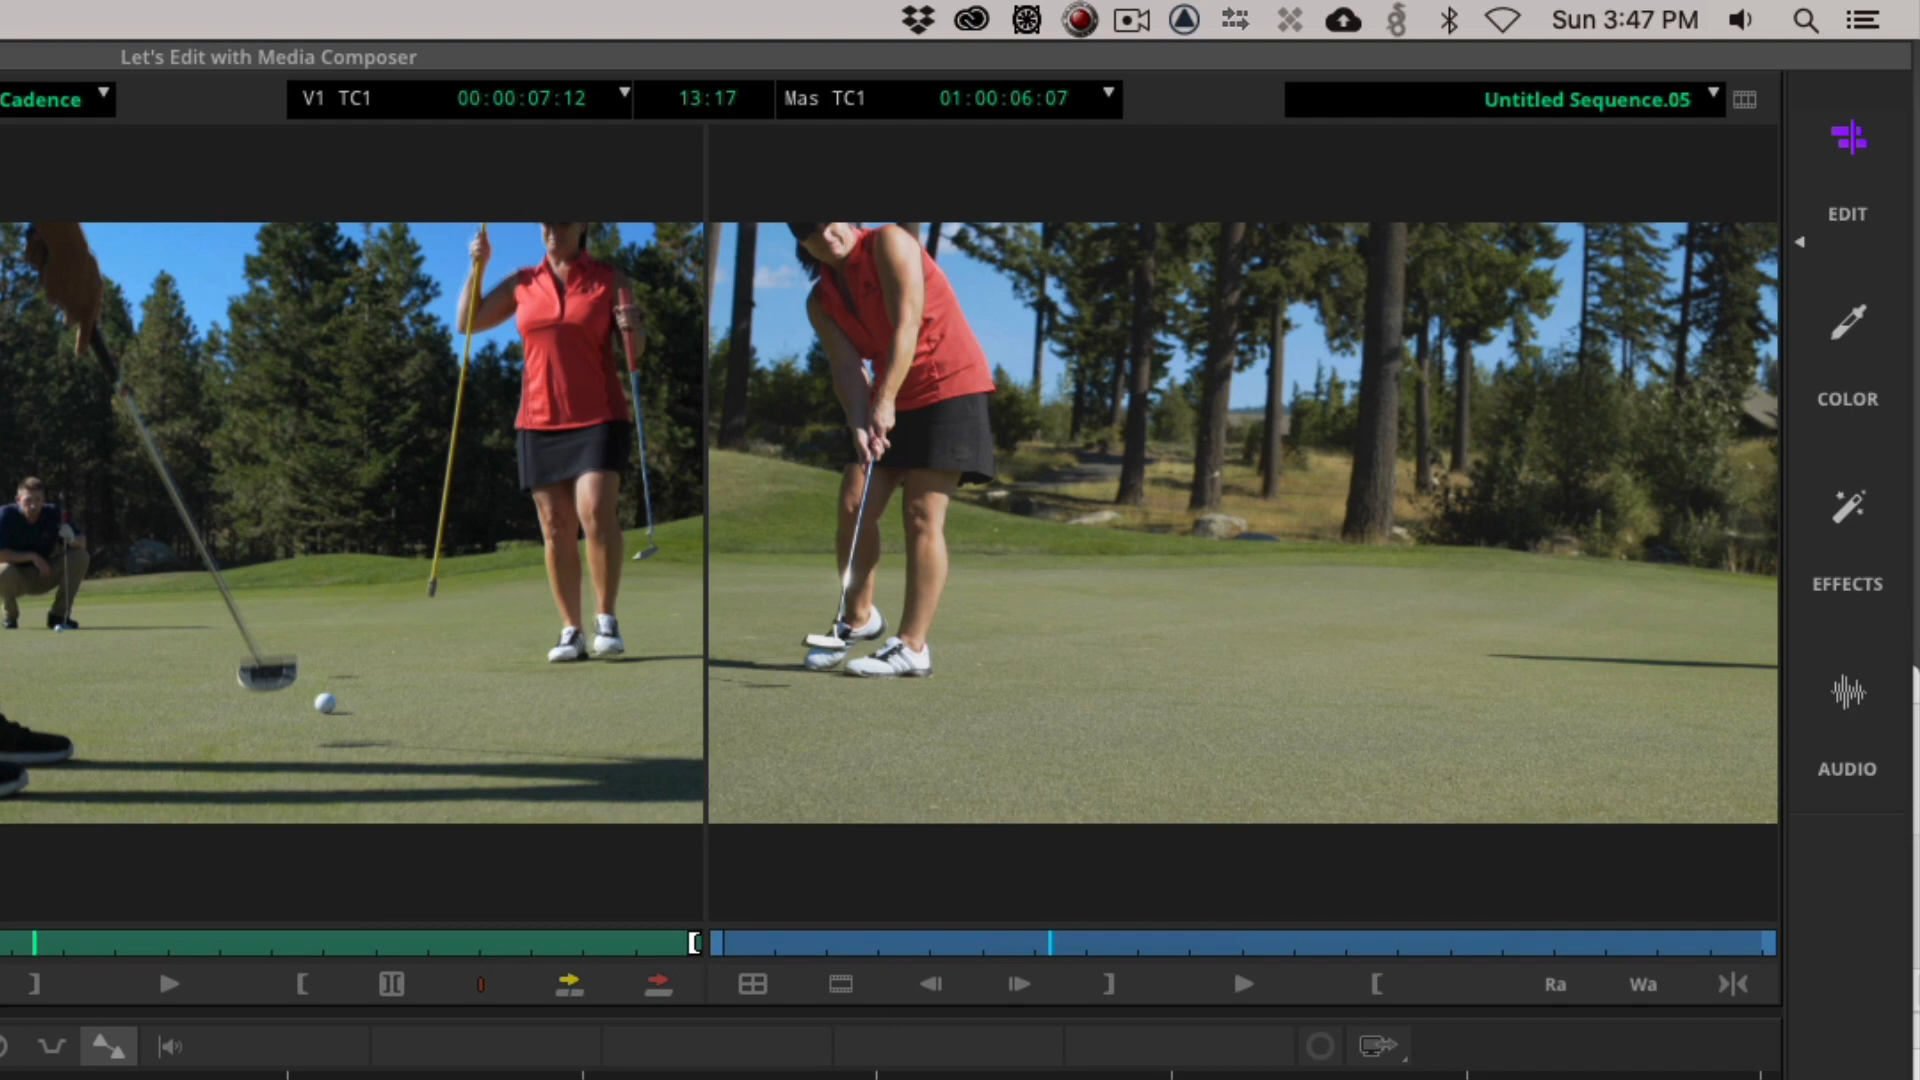 Sun 3:47 PM
Let's Edit with Media Composer
Cadence
V1 TC1 00:00:07:12
13:17
Mas TC1 01:00:06:07
Untitled Sequence.05
EDIT
COLOR
EFFECTS
AUDIO
Ra
Wa